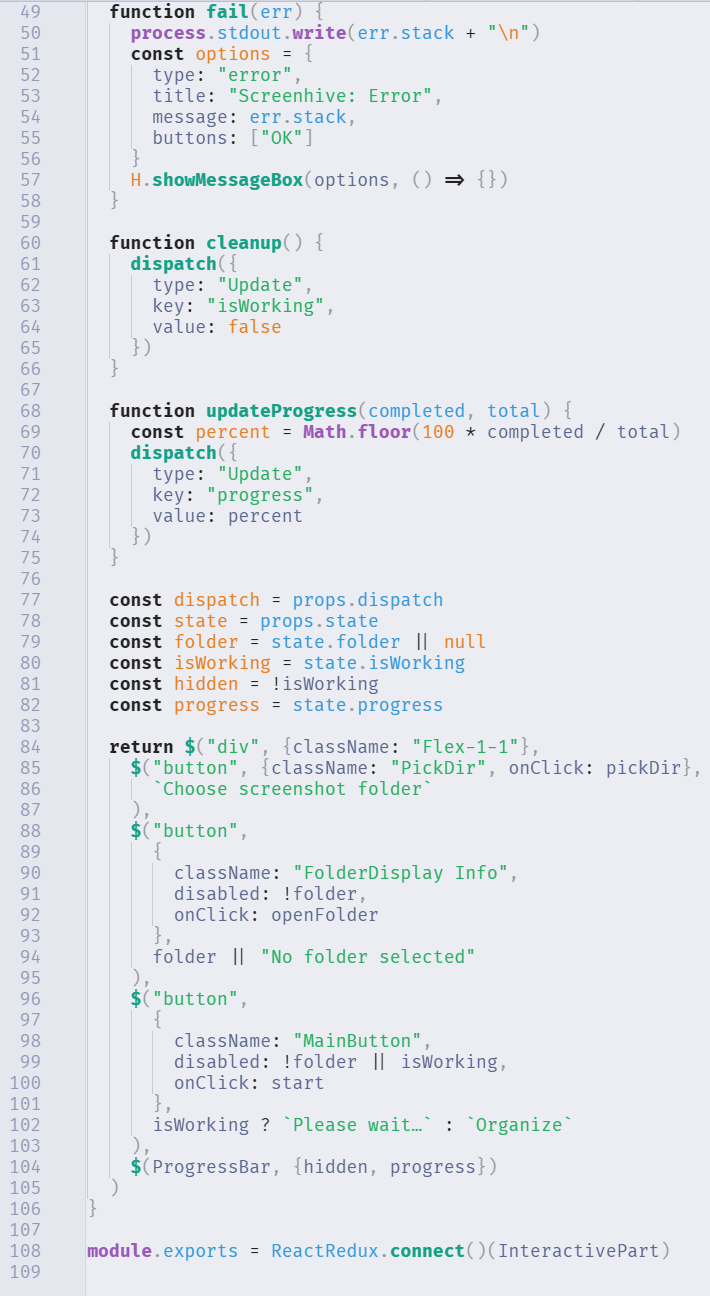 49 function fail(err) {
50 process.stdout.write(err.stack + "\n")
51 const options = {
52 type: "error",
53 title: "Screenhive: Error",
54 message: err.stack,
55 buttons: ["OK"]
56 }
57 H.showMessageBox(options, () => {})
58 }
59
60 function cleanup() {
61 dispatch({
62 type: "Update",
63 key: "isWorking",
64 value: false
65 })
66 }
67
68 function updateProgress(completed, total) {
69 const percent = Math.floor(100 * completed / total)
70 dispatch({
71 type: "Update",
72 key: "progress",
73 value: percent
74 })
75 }
76
77 const dispatch = props.dispatch
78 const state = props.state
79 const folder = state.folder || null
80 const isWorking = state.isWorking
81 const hidden = !isWorking
82 const progress = state.progress
83
84 return $("div", {className: "Flex-1-1"},
85 $("button", {className: "PickDir", onClick: pickDir},
86 `Choose screenshot folder`
87 ),
88 $("button",
89 {
90 className: "FolderDisplay Info",
91 disabled: !folder,
92 onClick: openFolder
93 },
94 folder || "No folder selected"
95 ),
96 $("button",
97 {
98 className: "MainButton",
99 disabled: !folder || isWorking,
100 onClick: start
101 },
102 isWorking ? `Please wait…` : `Organize`
103 ),
104 $(ProgressBar, {hidden, progress})
105 )
106 }
107
108 module.exports = ReactRedux.connect()(InteractivePart)
109